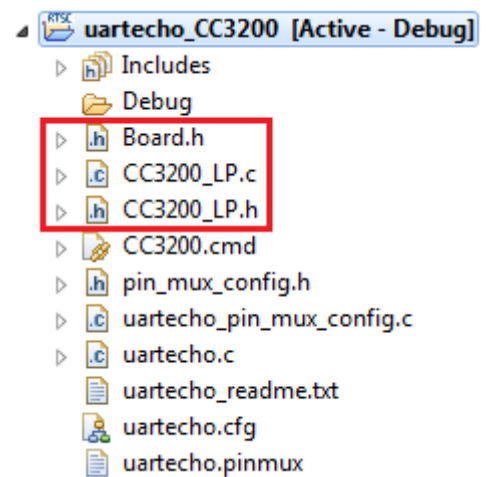 RTSC
uartecho_CC3200 [Active - Debug]
Includes
Debug
.h Board.h
.c CC3200_LP.c
.h CC3200_LP.h
CC3200.cmd
.h pin_mux_config.h
.c uartecho_pin_mux_config.c
.c uartecho.c
uartecho_readme.txt
uartecho.cfg
uartecho.pinmux